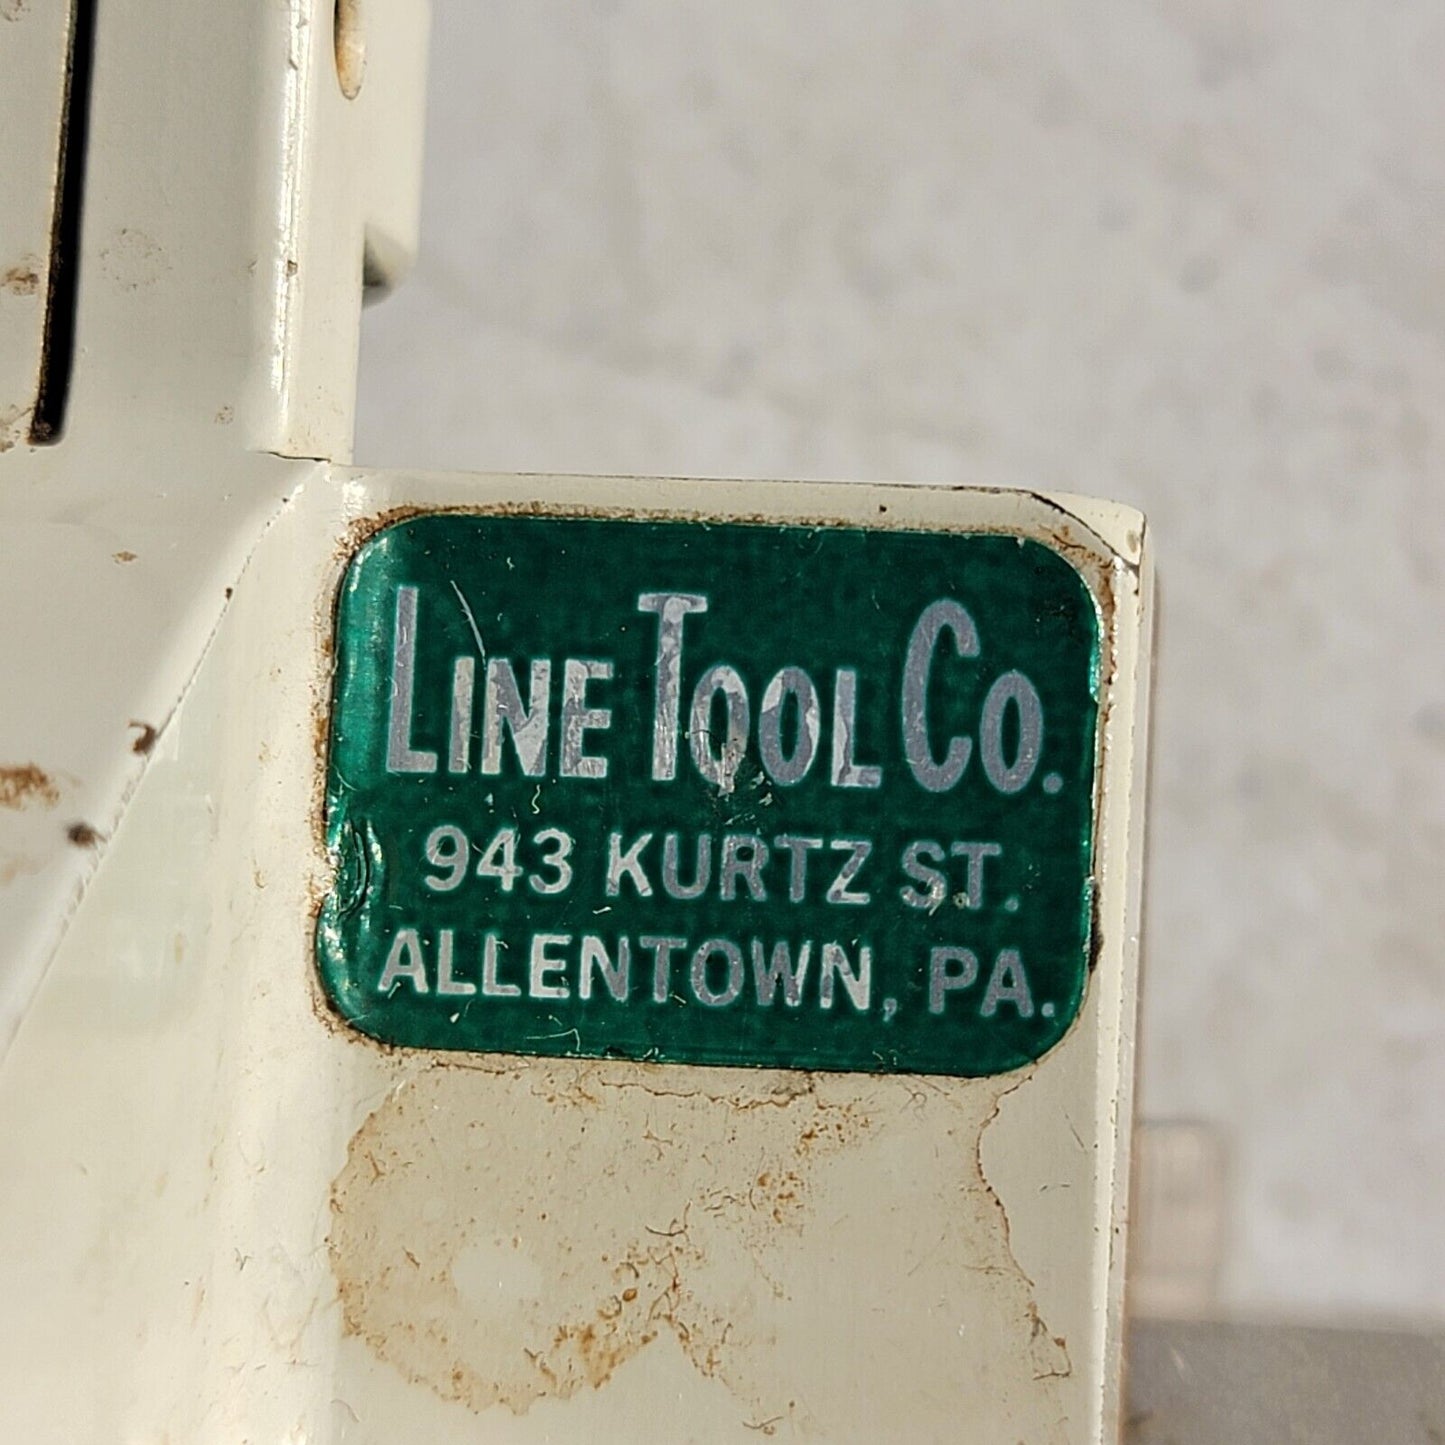 LINE TOOL CO.
943 KURTZ ST.
ALLENTOWN, PA.